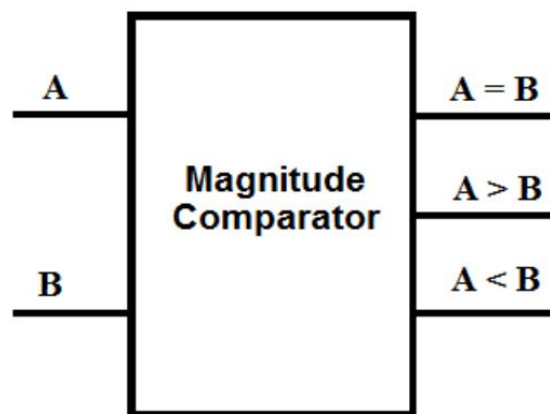 A
B
Magnitude
Comparator
A = B
A > B
A < B